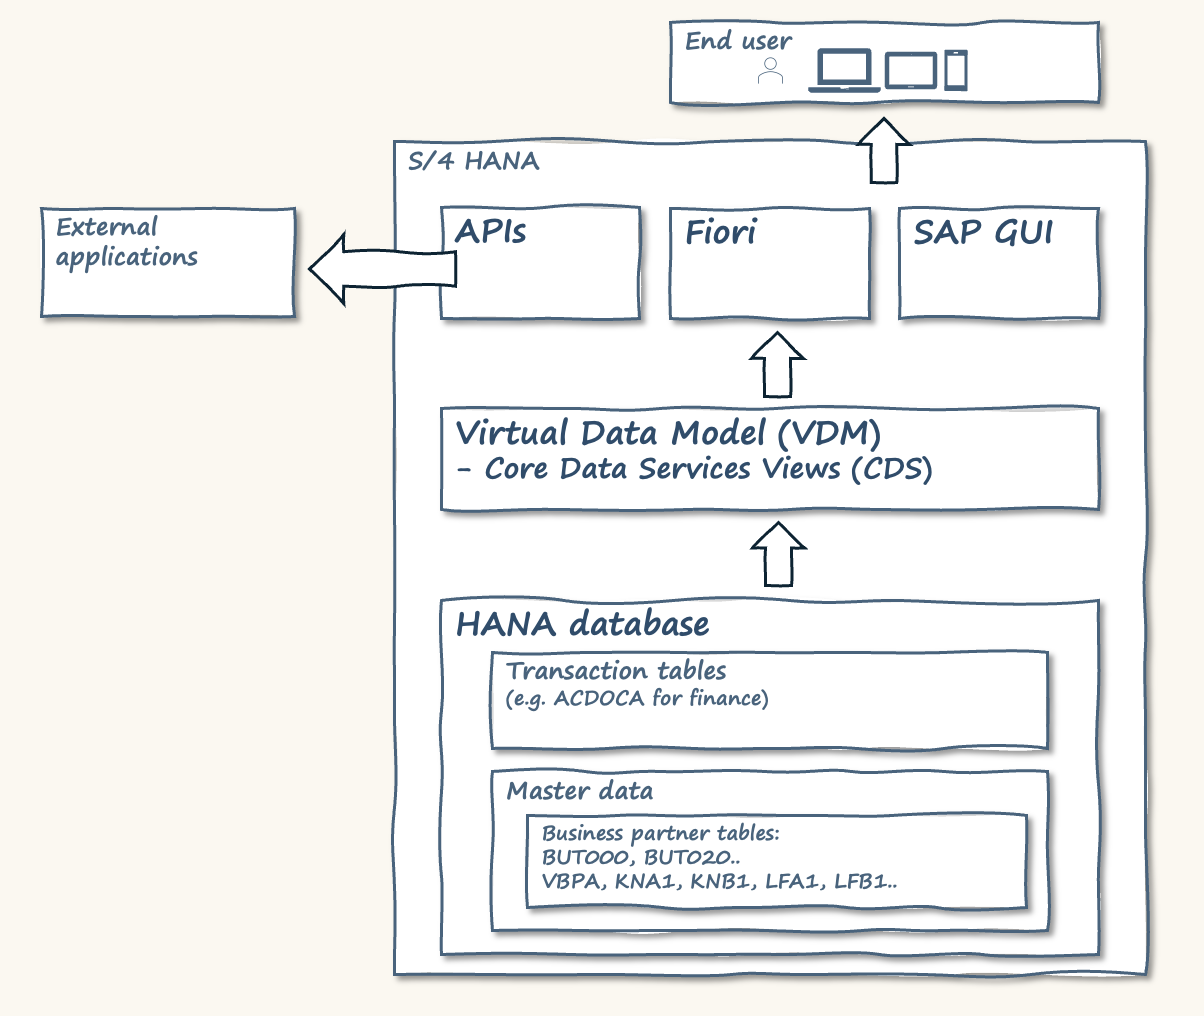 End user
S/4 HANA
External
applications
APIs
Fiori
SAP GUI
Virtual Data Model (VDM)
- Core Data Services Views (CDS)
HANA database
Transaction tables
(e.g. ACDOCA for finance)
Master data
Business partner tables:
BUT000, BUT020..
VBPA, KNA1, KNB1, LFA1, LFB1..